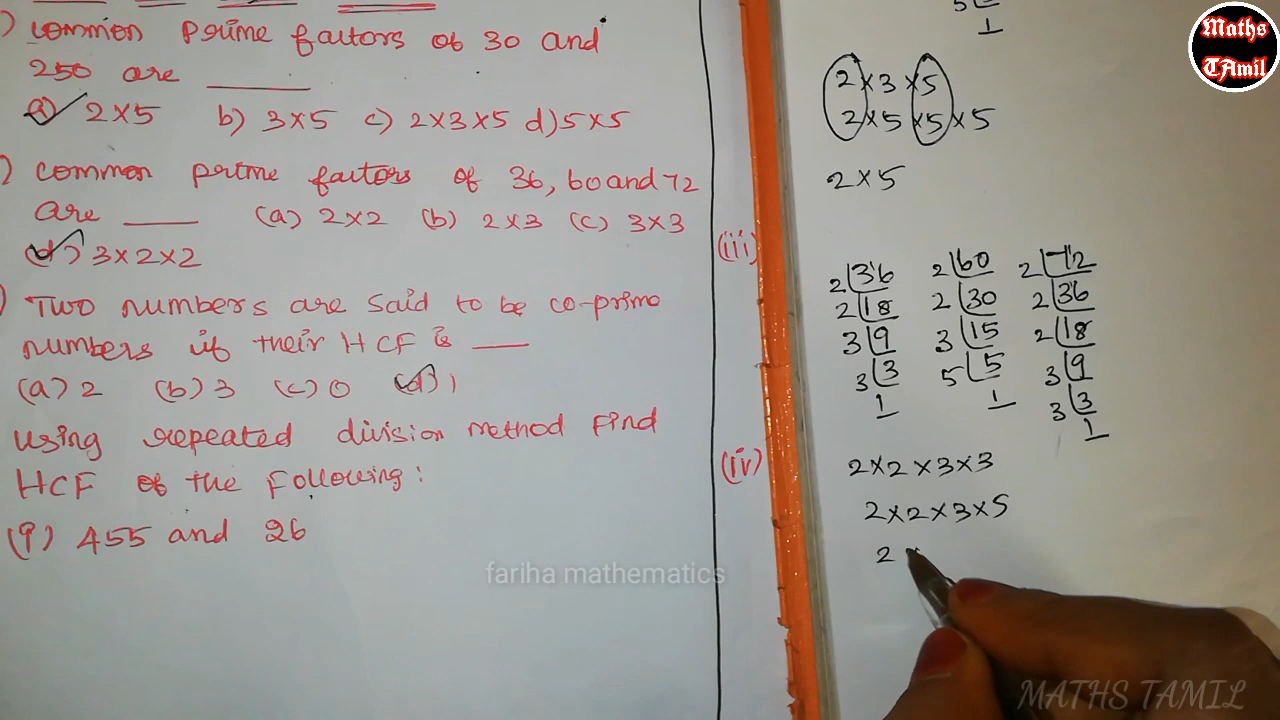 ) common prime factors of 30 and
250 are ____
a) 2×5 b) 3×5 c) 2×3×5 d) 5×5
) common prime factors of 36, 60 and 72
are ____ (a) 2×2 (b) 2×3 (c) 3×3
(d) 3×2×2
) Two numbers are said to be co-prime
numbers if their HCF is ____
(a) 2 (b) 3 (c) 0 (d) 1
Using repeated division method find
HCF of the following:
(i) 455 and 26
fariha mathematics
5
1
2×3×5
2×5×5×5
2×5
(iii)
2 36 2 60 2 72
2 18 2 30 2 36
3 9 3 15 2 18
3 3 5 5 3 9
1 1 3 3
1
(iv) 2×2×3×3
2×2×3×5
2
Maths
TAmil
MATHS TAMIL